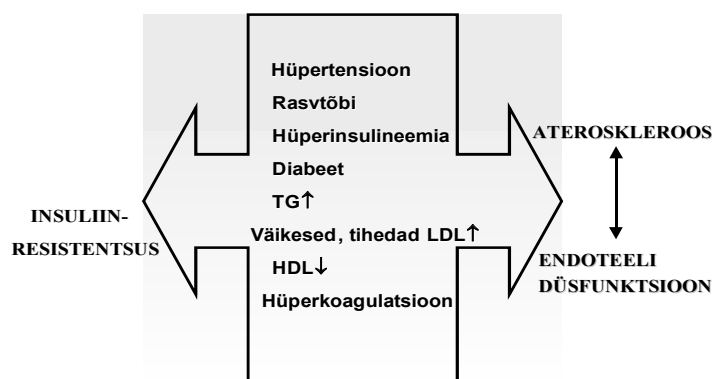 Hüpertensioon
Rasvtõbi
Hüperinsulineemia
Diabeet
TG↑
Väikesed, tihedad LDL↑
HDL↓
Hüperkoagulatsioon
INSULIIN-
RESISTENTSUS
ATEROSKLEROOS
ENDOTEELI
DÜSFUNKTSIOON